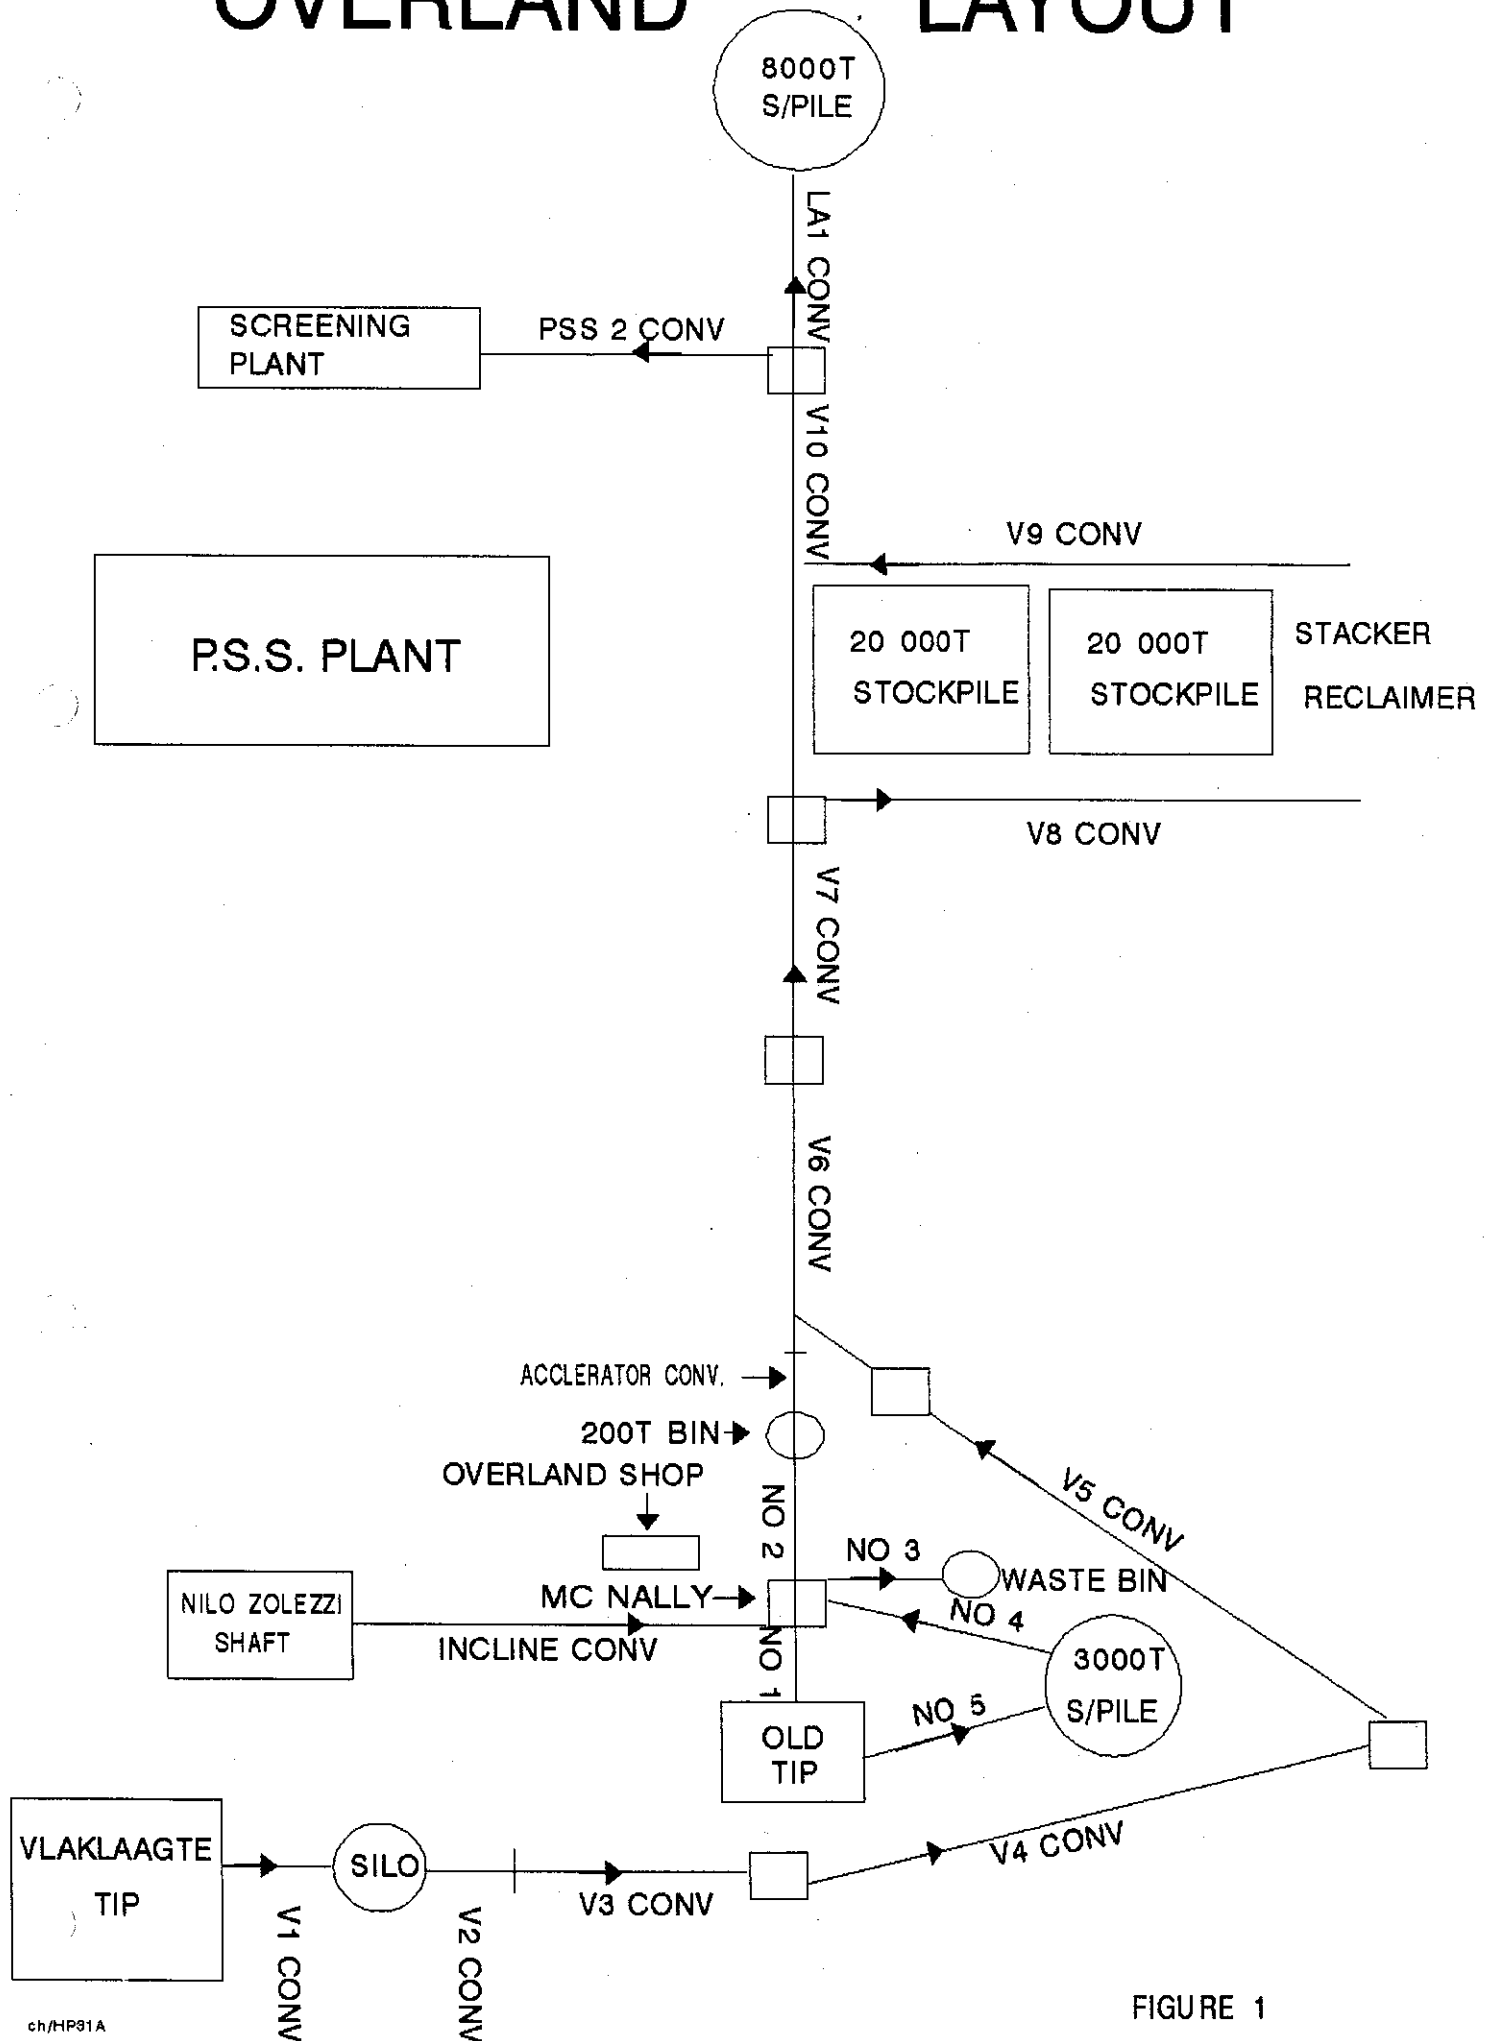 OVERLAND LAYOUT
8000T
S/PILE
LA1 CONV
SCREENING
PLANT
PSS 2 CONV
V10 CONV
V9 CONV
P.S.S. PLANT
20 000T
STOCKPILE
20 000T
STOCKPILE
STACKER
RECLAIMER
V8 CONV
V7 CONV
V6 CONV
ACCLERATOR CONV.
200T BIN
OVERLAND SHOP
NO 2
V5 CONV
NO 3
WASTE BIN
MC NALLY
NO 4
NILO ZOLEZZI
SHAFT
INCLINE CONV
NO 1
3000T
S/PILE
NO 5
OLD
TIP
VLAKLAAGTE
TIP
SILO
V4 CONV
V3 CONV
V1 CONV
V2 CONV
FIGURE 1
ch/HP31A